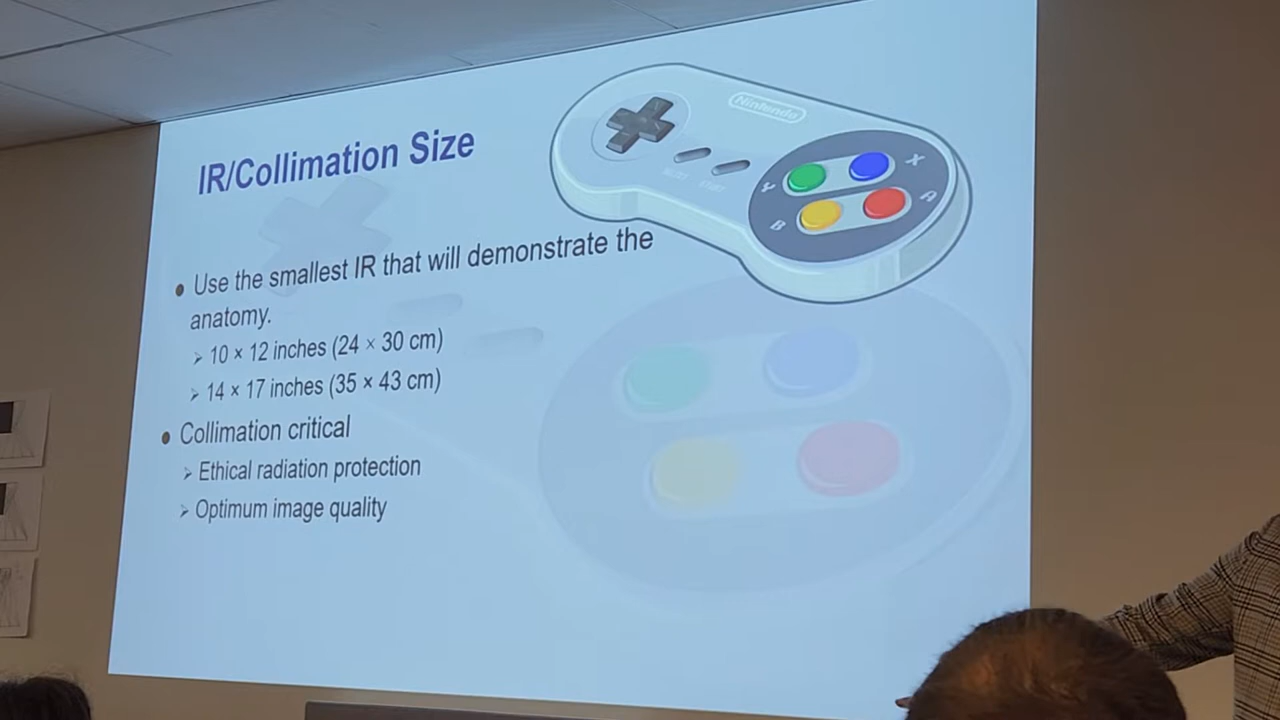 IR/Collimation Size
Nintendo
X
Y
A
B
Use the smallest IR that will demonstrate the
anatomy.
10 × 12 inches (24 × 30 cm)
14 × 17 inches (35 × 43 cm)
Collimation critical
Ethical radiation protection
Optimum image quality